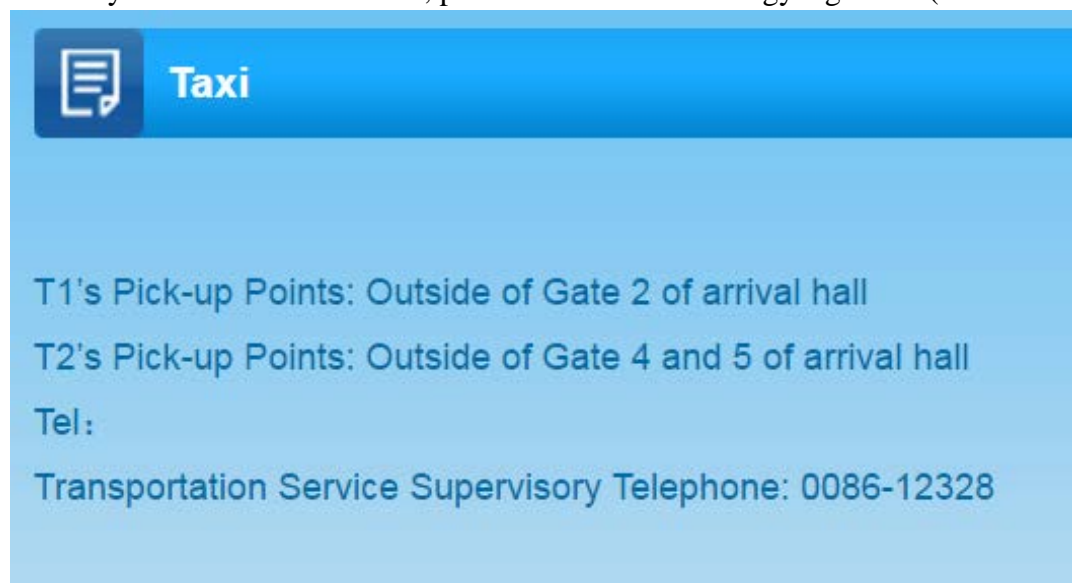 Taxi
T1's Pick-up Points: Outside of Gate 2 of arrival hall
T2's Pick-up Points: Outside of Gate 4 and 5 of arrival hall
Tel：
Transportation Service Supervisory Telephone: 0086-12328